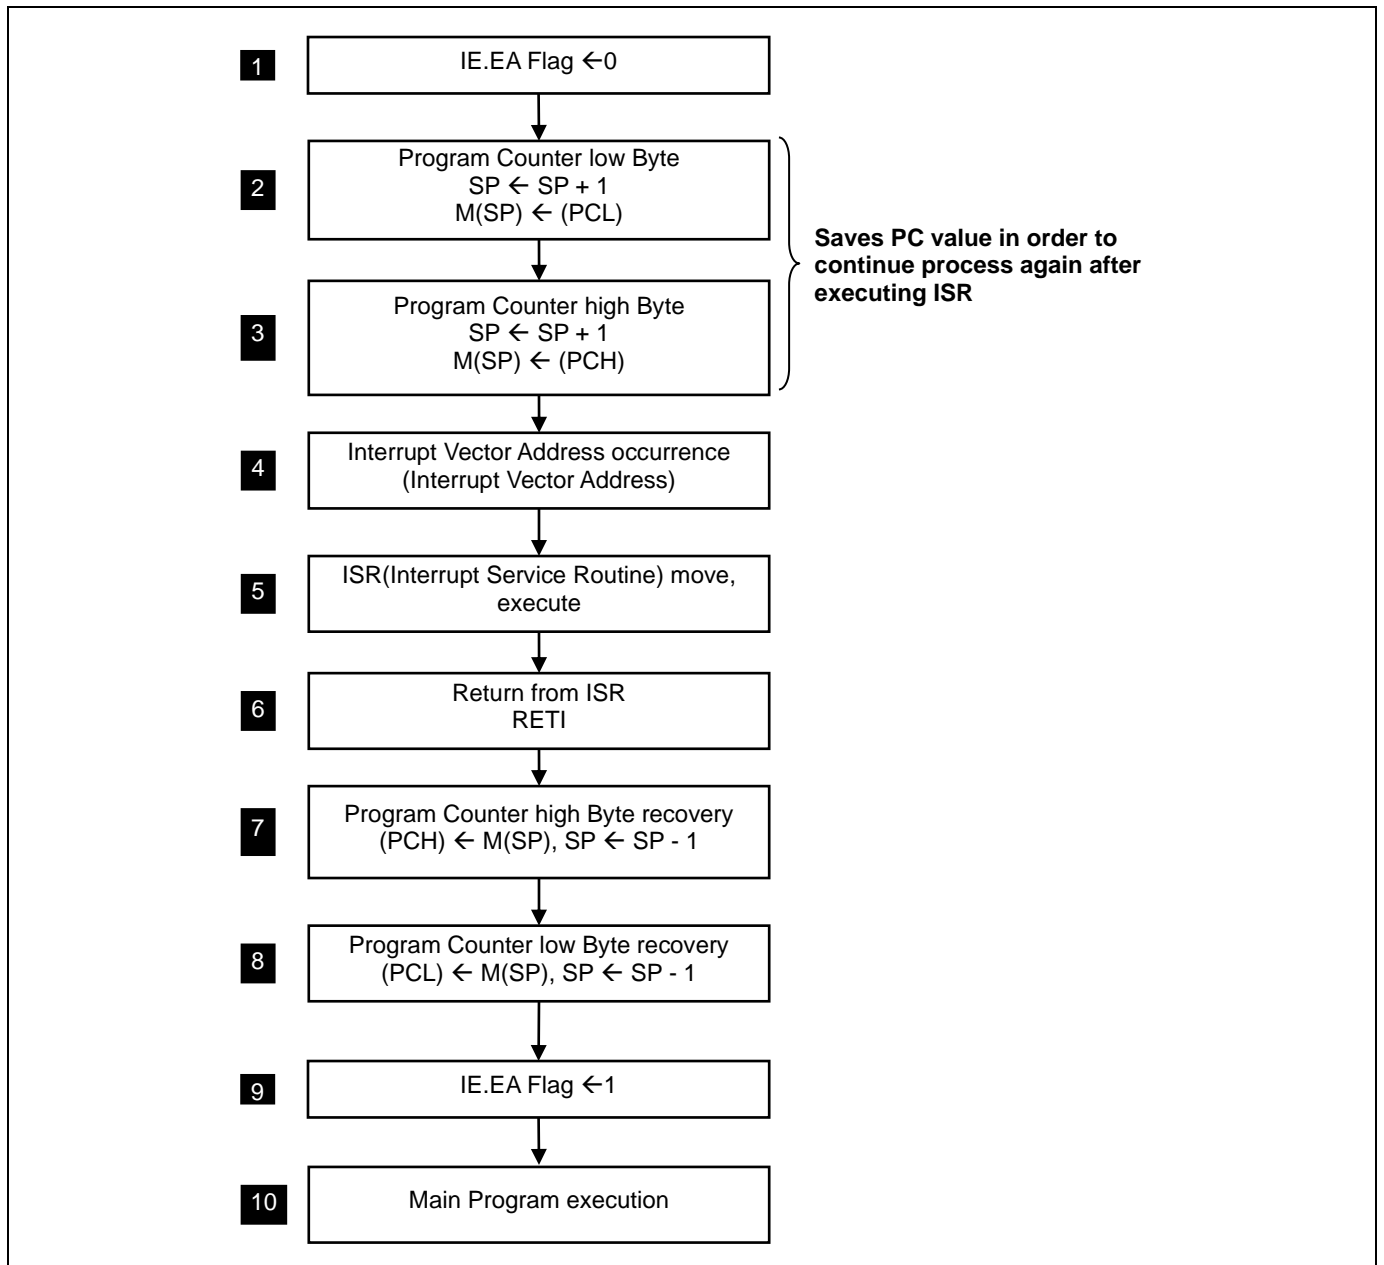 1
IE.EA Flag ←0
2
Program Counter low Byte
SP ← SP + 1
M(SP) ← (PCL)
3
Program Counter high Byte
SP ← SP + 1
M(SP) ← (PCH)
Saves PC value in order to
continue process again after
executing ISR
4
Interrupt Vector Address occurrence
(Interrupt Vector Address)
5
ISR(Interrupt Service Routine) move,
execute
6
Return from ISR
RETI
7
Program Counter high Byte recovery
(PCH) ← M(SP), SP ← SP - 1
8
Program Counter low Byte recovery
(PCL) ← M(SP), SP ← SP - 1
9
IE.EA Flag ←1
10
Main Program execution